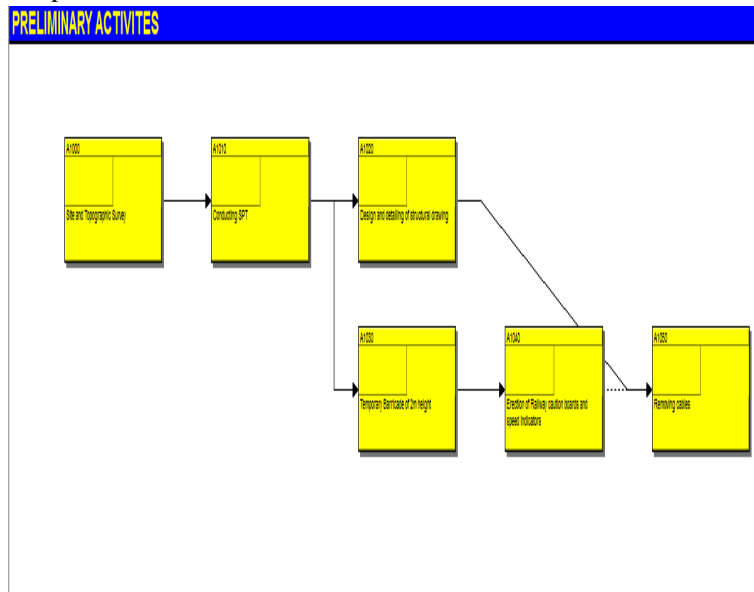 PRELIMINARY ACTIVITES
A1000
Site and Topographic Survey
A1010
Conducting SPT
A1020
Design and detailing of structural drawing
A1030
Temporary Barricade of 2m height
A1040
Erection of Railway caution boards and
speed Indicators
A1050
Removing cables